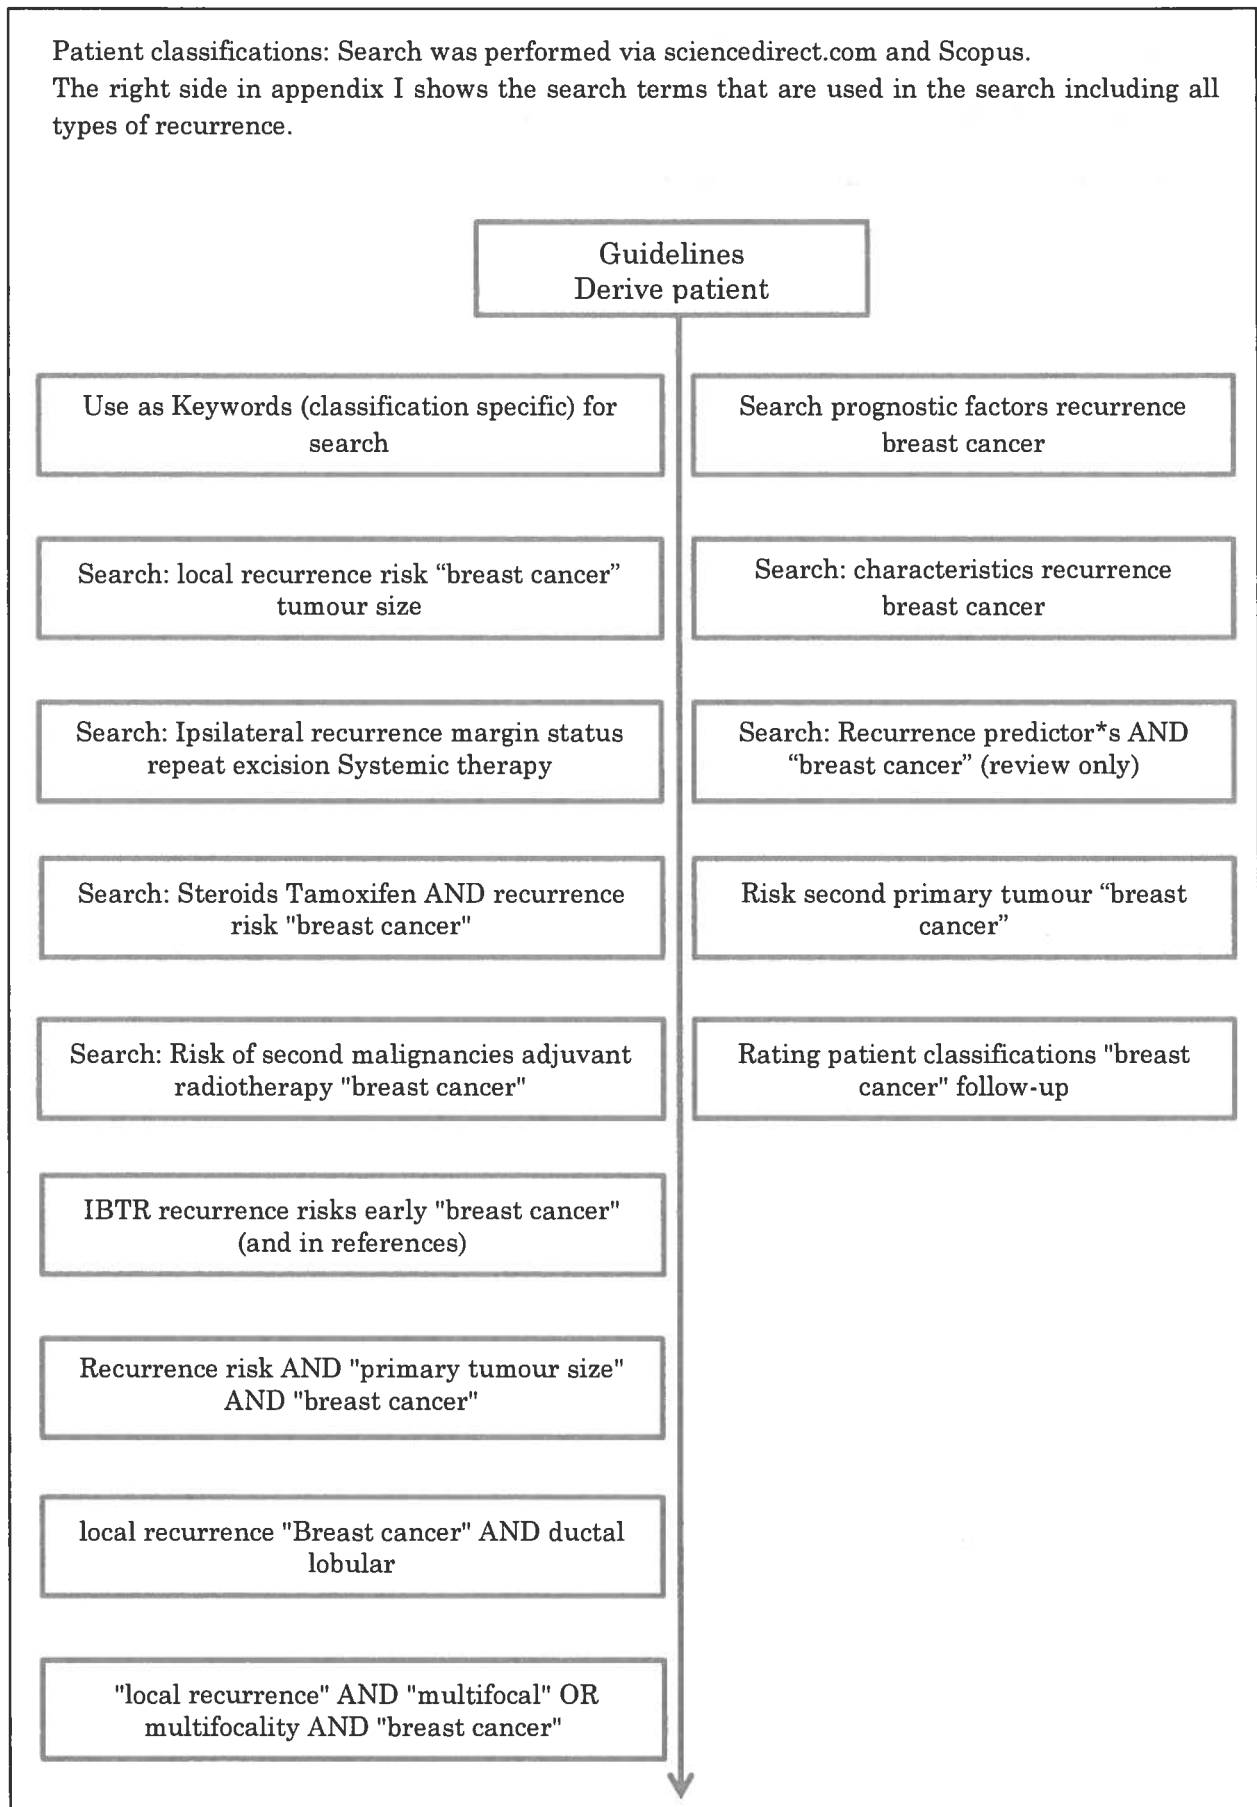 Patient classifications: Search was performed via sciencedirect.com and Scopus.
The right side in appendix I shows the search terms that are used in the search including all
types of recurrence.
Guidelines
Derive patient
Use as Keywords (classification specific) for
search
Search prognostic factors recurrence
breast cancer
Search: local recurrence risk “breast cancer”
tumour size
Search: characteristics recurrence
breast cancer
Search: Ipsilateral recurrence margin status
repeat excision Systemic therapy
Search: Recurrence predictor*s AND
“breast cancer” (review only)
Search: Steroids Tamoxifen AND recurrence
risk "breast cancer"
Risk second primary tumour “breast
cancer”
Search: Risk of second malignancies adjuvant
radiotherapy "breast cancer"
Rating patient classifications "breast
cancer" follow-up
IBTR recurrence risks early "breast cancer"
(and in references)
Recurrence risk AND "primary tumour size"
AND "breast cancer"
local recurrence "Breast cancer" AND ductal
lobular
"local recurrence" AND "multifocal" OR
multifocality AND "breast cancer"